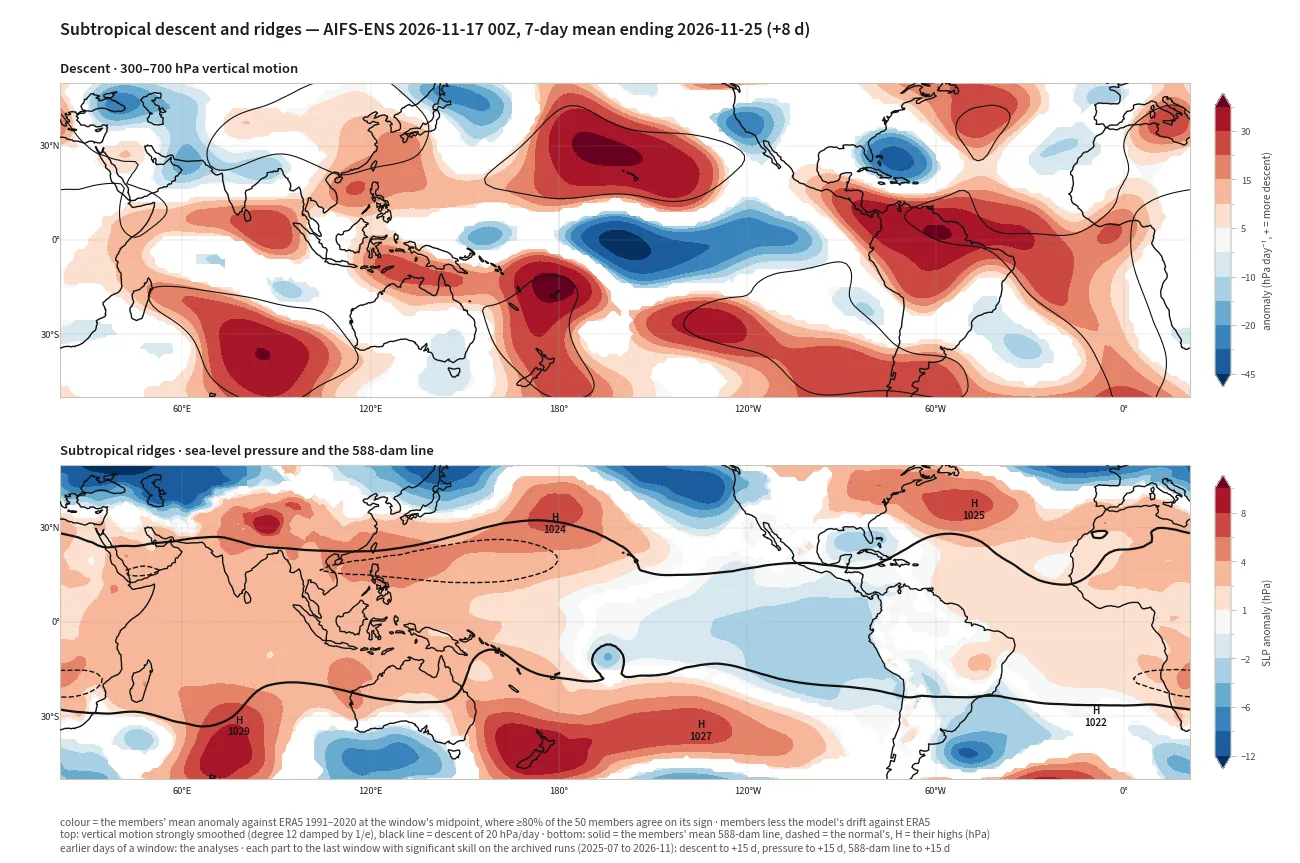 Subtropical descent and ridges — AIFS-ENS 2026-11-17 00Z, 7-day mean ending 2026-11-25 (+8 d)
Descent · 300–700 hPa vertical motion
30°N
0°
30°S
60°E
120°E
180°
120°W
60°W
0°
30
15
5
−10
−20
−45
anomaly (hPa day⁻¹, + = more descent)
Subtropical ridges · sea-level pressure and the 588-dam line
30°N
0°
30°S
H
1024
H
1025
H
1029
H
1027
H
1022
60°E
120°E
180°
120°W
60°W
0°
8
4
1
−2
−6
−12
SLP anomaly (hPa)
colour = the members' mean anomaly against ERA5 1991–2020 at the window's midpoint, where ≥80% of the 50 members agree on its sign · members less the model's drift against ERA5
top: vertical motion strongly smoothed (degree 12 damped by 1/e), black line = descent of 20 hPa/day · bottom: solid = the members' mean 588-dam line, dashed = the normal's, H = their highs (hPa)
earlier days of a window: the analyses · each part to the last window with significant skill on the archived runs (2025-07 to 2026-11): descent to +15 d, pressure to +15 d, 588-dam line to +15 d